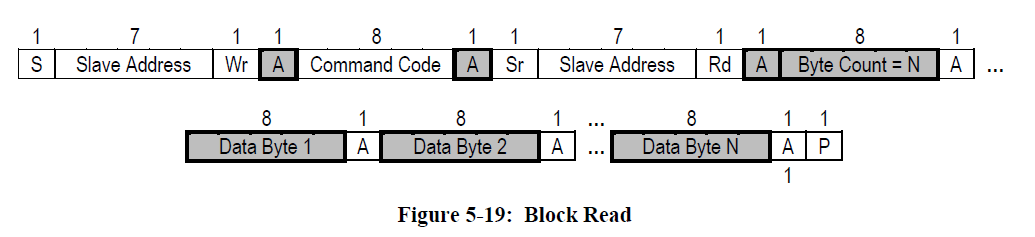 1 7 1 1 8 1 1 7 1 1 8 1
S Slave Address Wr A Command Code A Sr Slave Address Rd A Byte Count = N A ...
8 1 8 1 ... 8 1 1
Data Byte 1 A Data Byte 2 A ... Data Byte N A P
1
Figure 5-19: Block Read